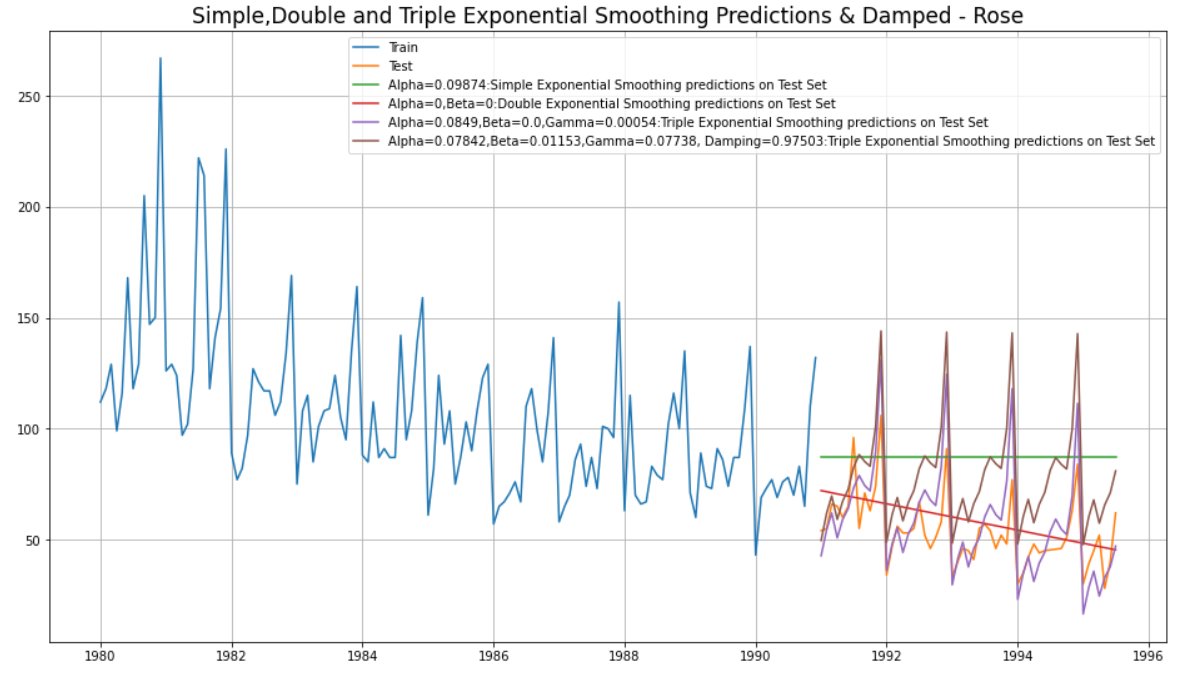 Simple,Double and Triple Exponential Smoothing Predictions & Damped - Rose
Train
Test
Alpha=0.09874:Simple Exponential Smoothing predictions on Test Set
Alpha=0,Beta=0:Double Exponential Smoothing predictions on Test Set
Alpha=0.0849,Beta=0.0,Gamma=0.00054:Triple Exponential Smoothing predictions on Test Set
Alpha=0.07842,Beta=0.01153,Gamma=0.07738, Damping=0.97503:Triple Exponential Smoothing predictions on Test Set
250
200
150
100
50
1980 1982 1984 1986 1988 1990 1992 1994 1996